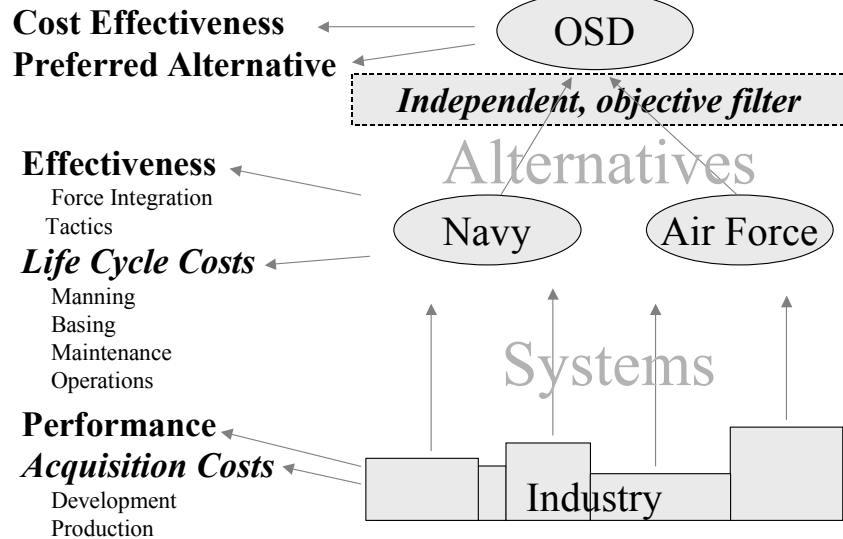 Cost Effectiveness
OSD
Preferred Alternative
Independent, objective filter
Alternatives
Effectiveness
Force Integration
Tactics
Navy
Air Force
Life Cycle Costs
Manning
Basing
Maintenance
Operations
Systems
Performance
Acquisition Costs
Development
Production
Industry